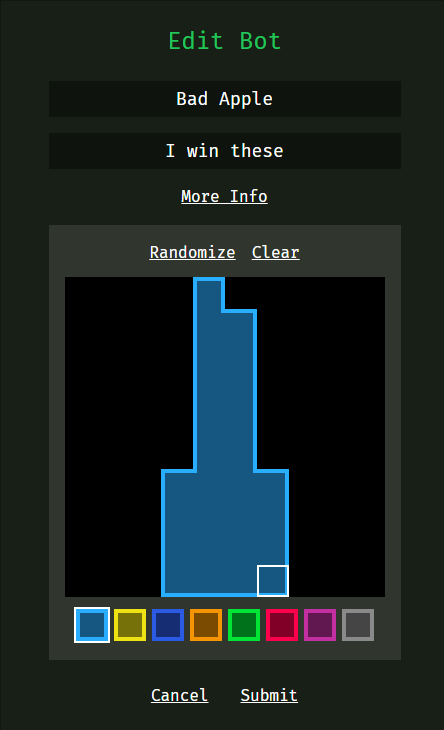 Edit Bot
Bad Apple
I win these
More Info
Randomize Clear
Cancel Submit